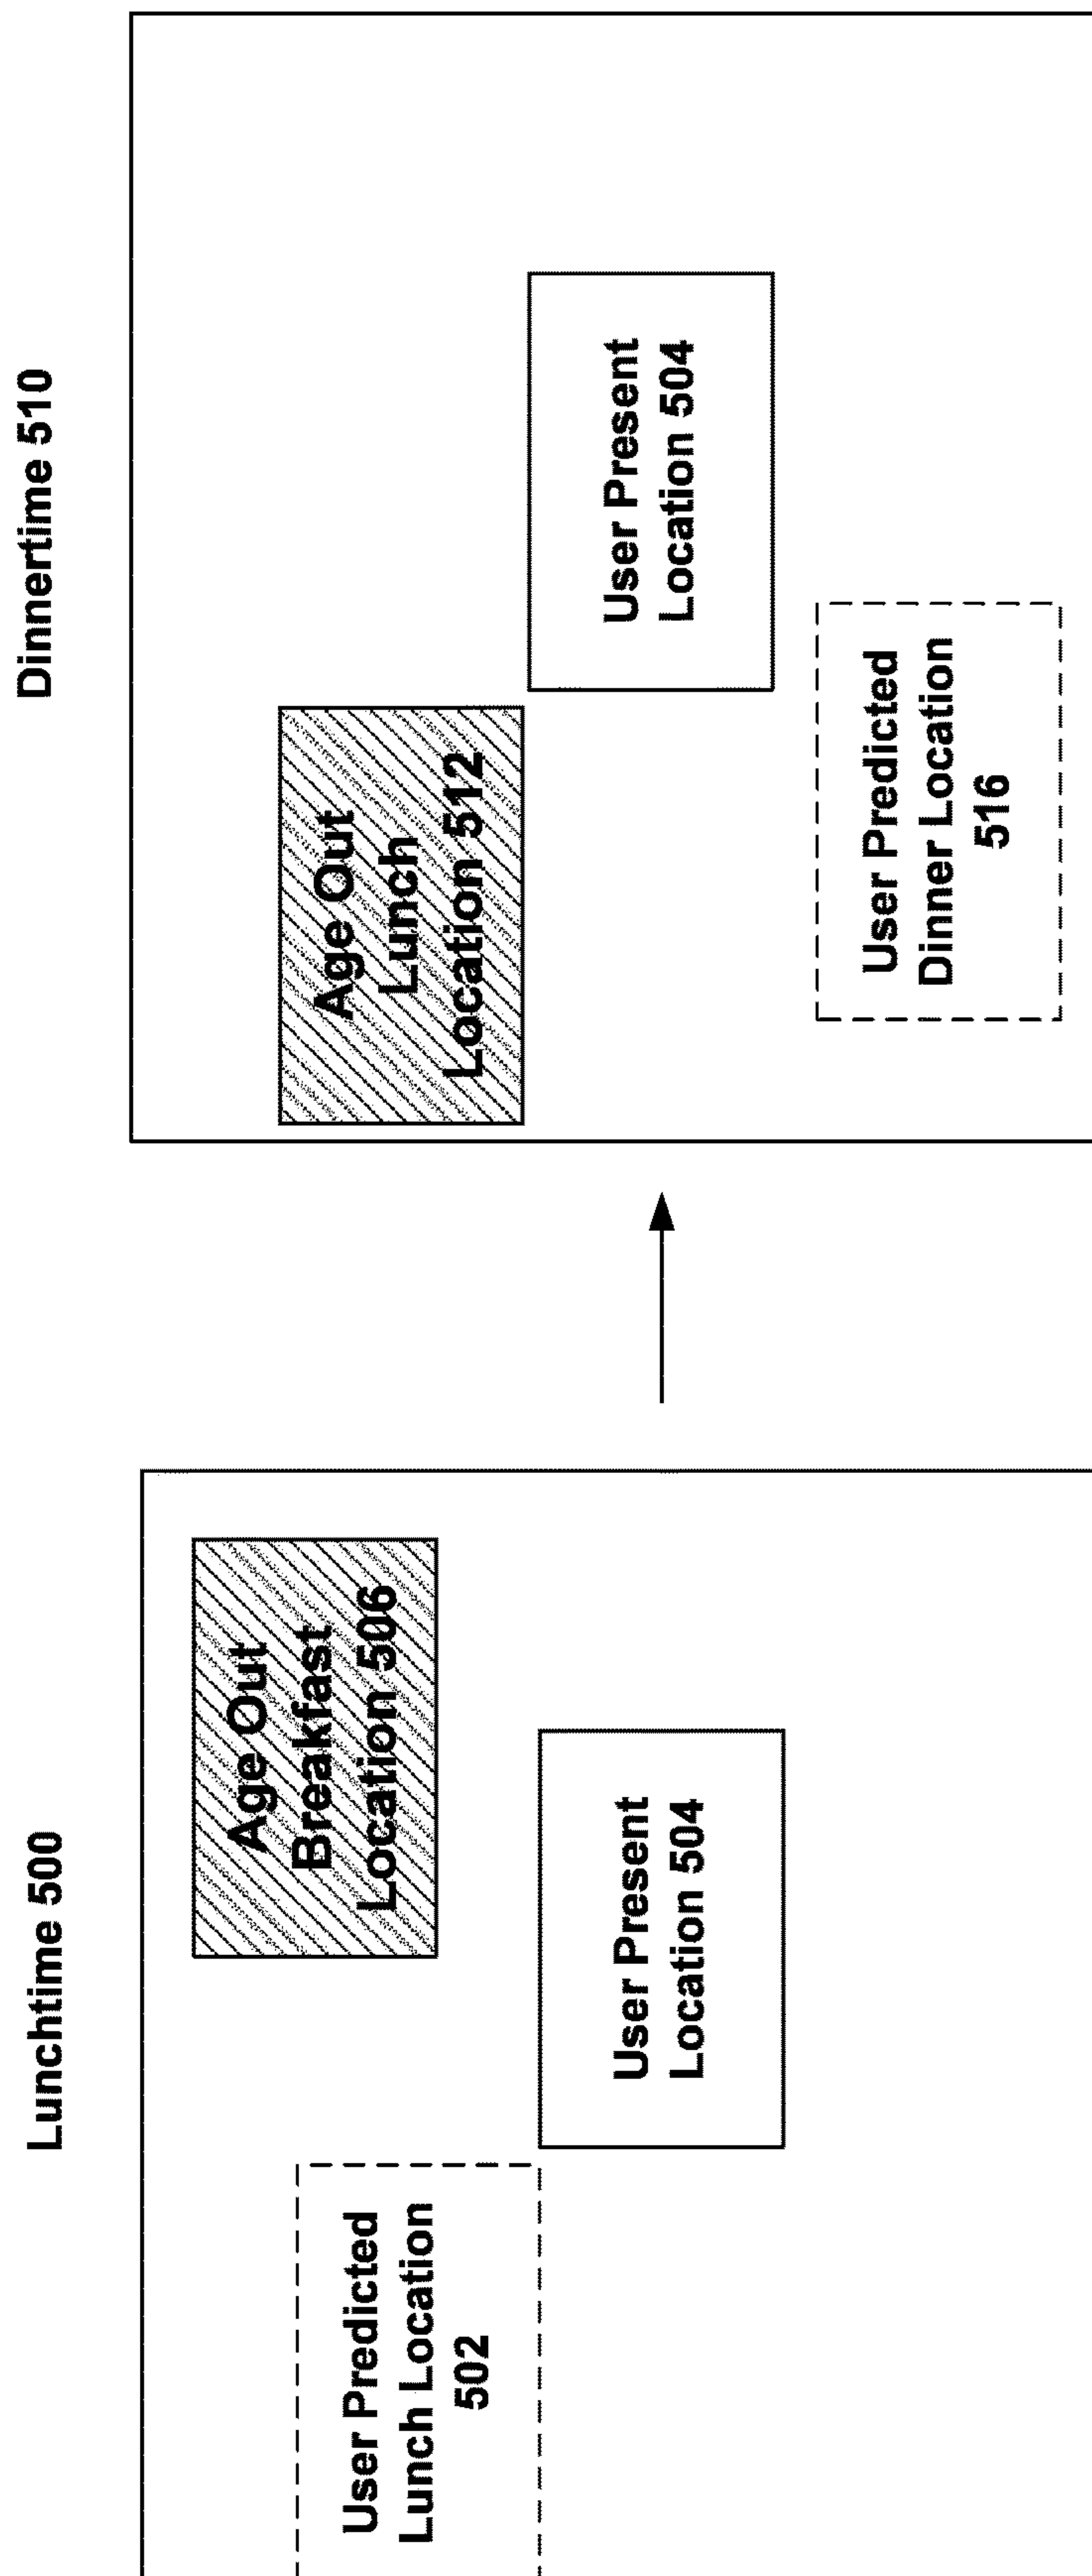 Lunchtime 500
Age Out
Breakfast
Location 506
User Predicted
Lunch Location
502
User Present
Location 504
Dinnertime 510
Age Out
Lunch
Location 512
User Present
Location 504
User Predicted
Dinner Location
516